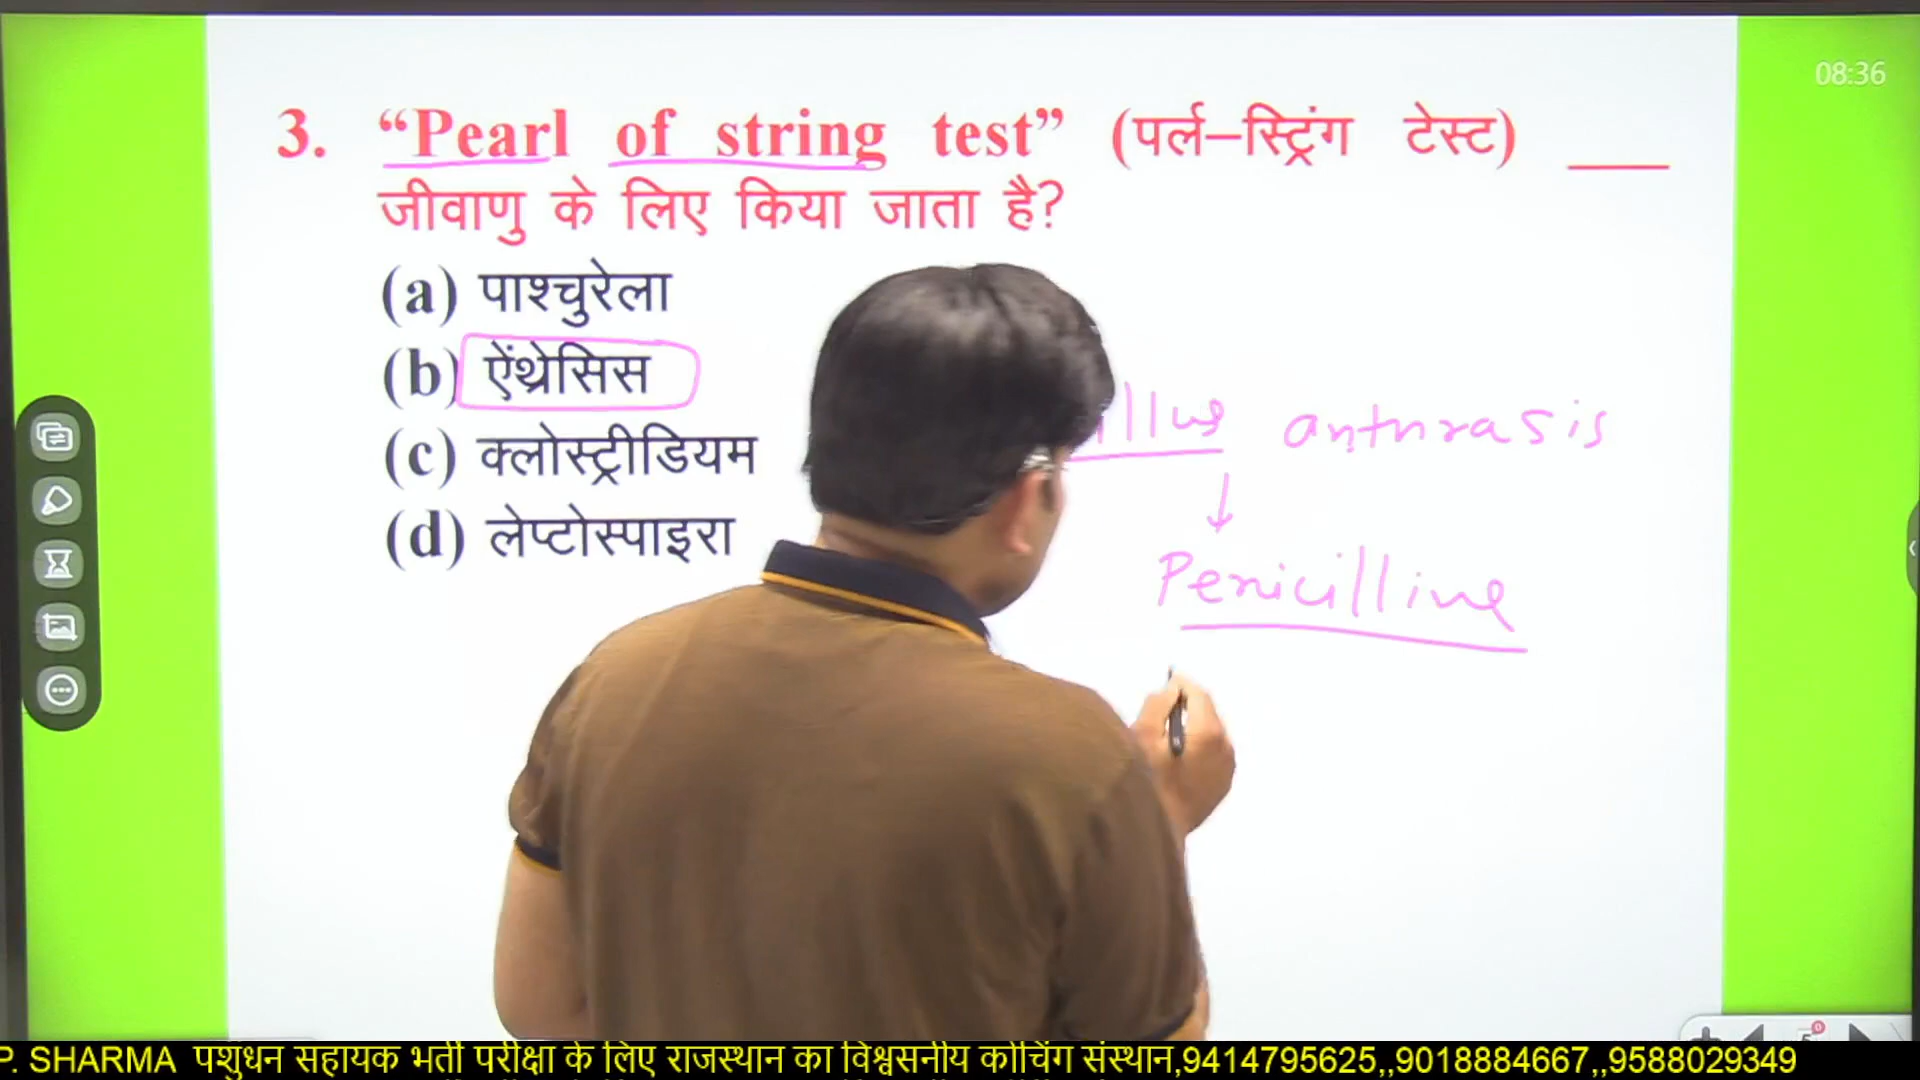 08:36
3. “Pearl of string test” (पर्ल–स्ट्रिंग टेस्ट) ___
जीवाणु के लिए किया जाता है?
(a) पाश्चुरेला
(b) ऐंथ्रेसिस
(c) क्लोस्ट्रीडियम
(d) लेप्टोस्पाइरा
anthrasis
Penicilline
P. SHARMA पशुधन सहायक भर्ती परीक्षा के लिए राजस्थान का विश्वसनीय कोचिंग संस्थान,9414795625,,9018884667,,9588029349